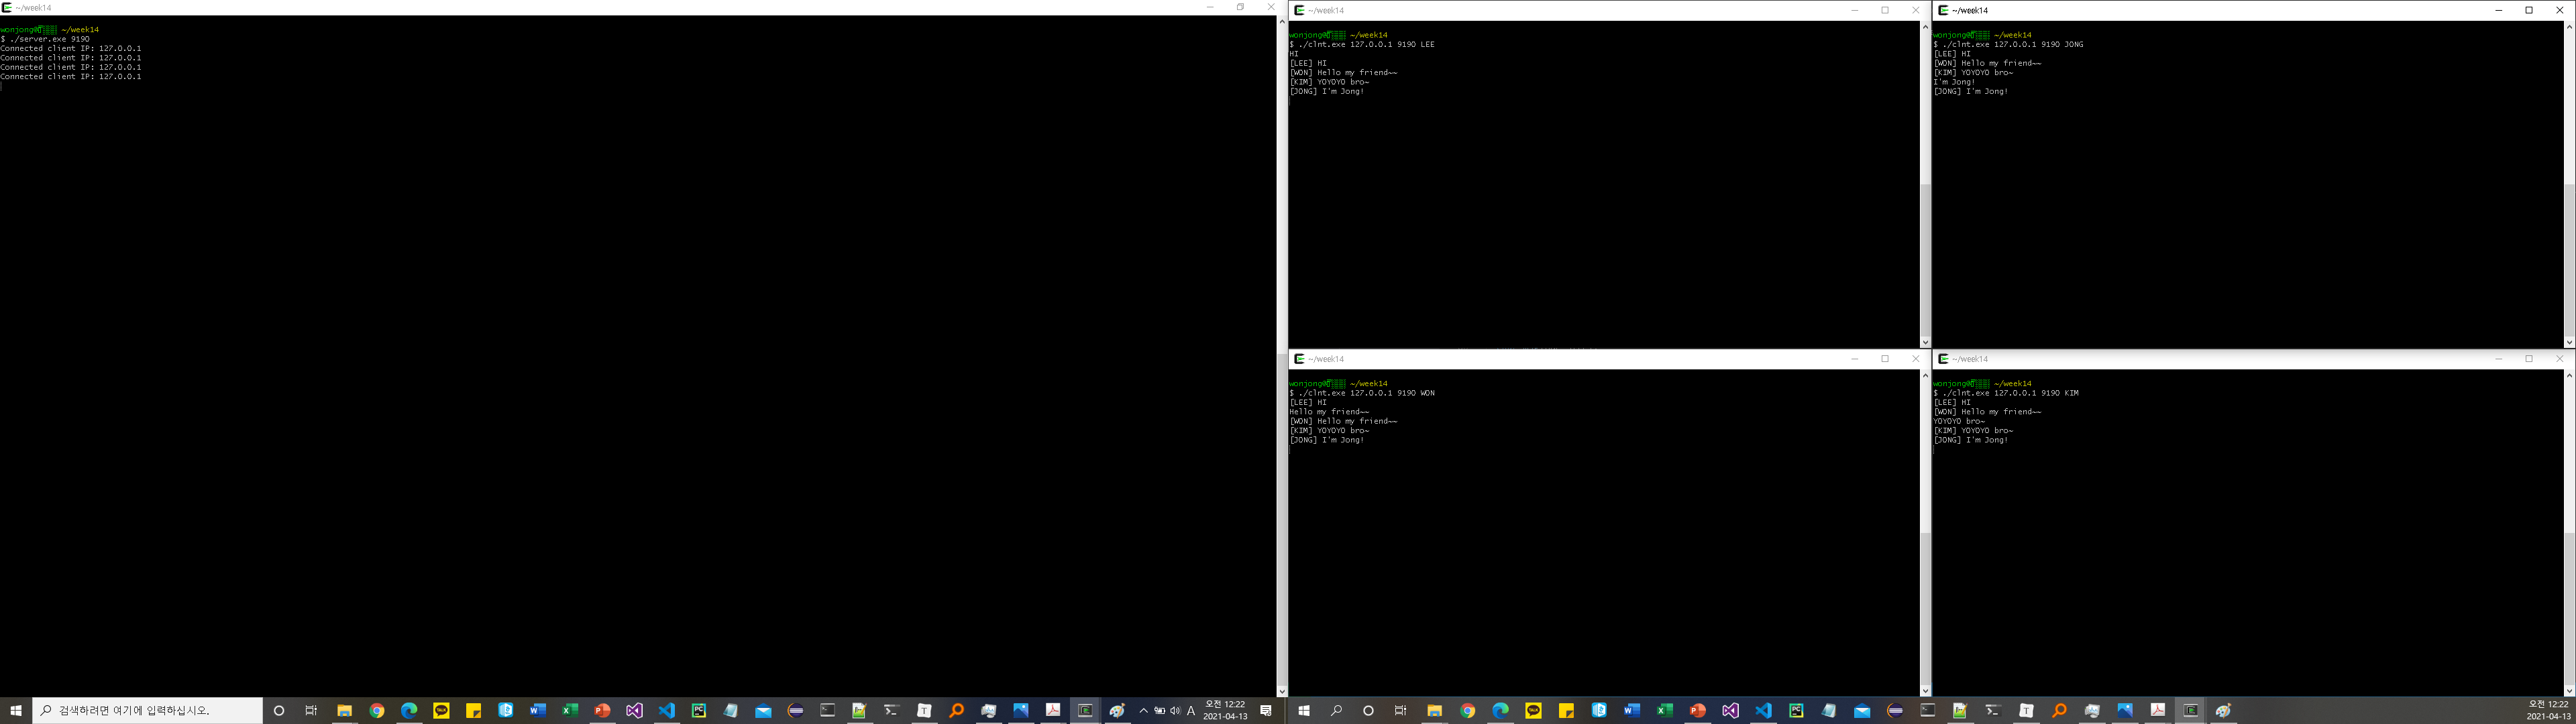 ~/week14
wonjong@ ~/week14
$ ./server.exe 9190
Connected client IP: 127.0.0.1
Connected client IP: 127.0.0.1
Connected client IP: 127.0.0.1
Connected client IP: 127.0.0.1
~/week14
wonjong@ ~/week14
$ ./clnt.exe 127.0.0.1 9190 LEE
HI
[LEE] HI
[WON] Hello my friend~~
[KIM] YOYOYO bro~
[JONG] I'm Jong!
~/week14
wonjong@ ~/week14
$ ./clnt.exe 127.0.0.1 9190 JONG
[LEE] HI
[WON] Hello my friend~~
[KIM] YOYOYO bro~
I'm Jong!
[JONG] I'm Jong!
~/week14
wonjong@ ~/week14
$ ./clnt.exe 127.0.0.1 9190 WON
[LEE] HI
Hello my friend~~
[WON] Hello my friend~~
[KIM] YOYOYO bro~
[JONG] I'm Jong!
~/week14
wonjong@ ~/week14
$ ./clnt.exe 127.0.0.1 9190 KIM
[LEE] HI
[WON] Hello my friend~~
YOYOYO bro~
[KIM] YOYOYO bro~
[JONG] I'm Jong!
검색하려면 여기에 입력하십시오.
A
오전 12:22
2021-04-13
오전 12:22
2021-04-13